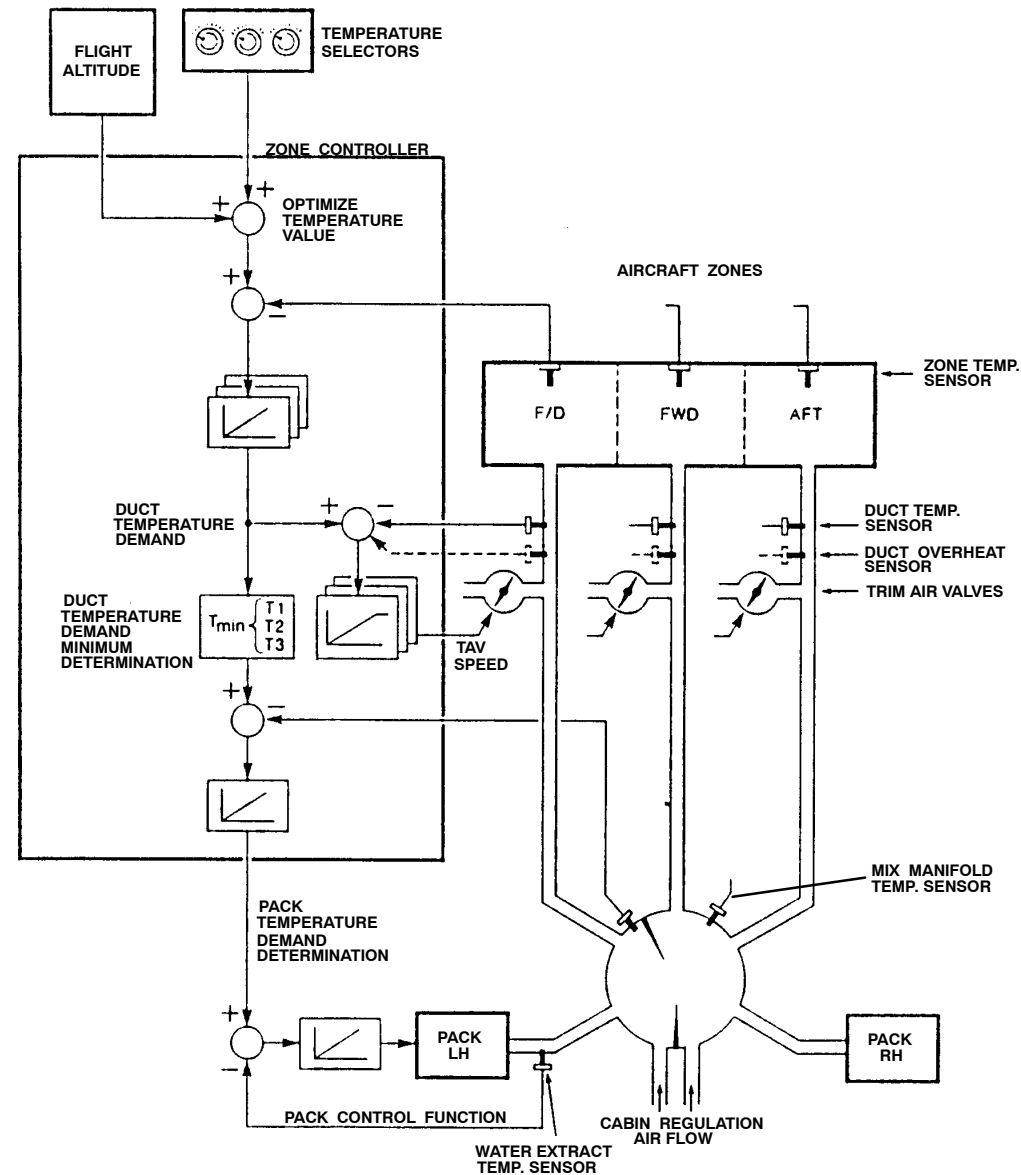 FLIGHT
ALTITUDE
TEMPERATURE
SELECTORS
ZONE CONTROLLER
+
+
OPTIMIZE
TEMPERATURE
VALUE
+
−
AIRCRAFT ZONES
ZONE TEMP.
SENSOR
F/D
FWD
AFT
DUCT
TEMPERATURE
DEMAND
+
−
DUCT TEMP.
SENSOR
DUCT OVERHEAT
SENSOR
TRIM AIR VALVES
DUCT
TEMPERATURE
DEMAND
MINIMUM
DETERMINATION
Tmin { T1
T2
T3
TAV
SPEED
+
−
MIX MANIFOLD
TEMP. SENSOR
PACK
TEMPERATURE
DEMAND
DETERMINATION
+
−
PACK
LH
PACK
RH
PACK CONTROL FUNCTION
CABIN REGULATION
AIR FLOW
WATER EXTRACT
TEMP. SENSOR